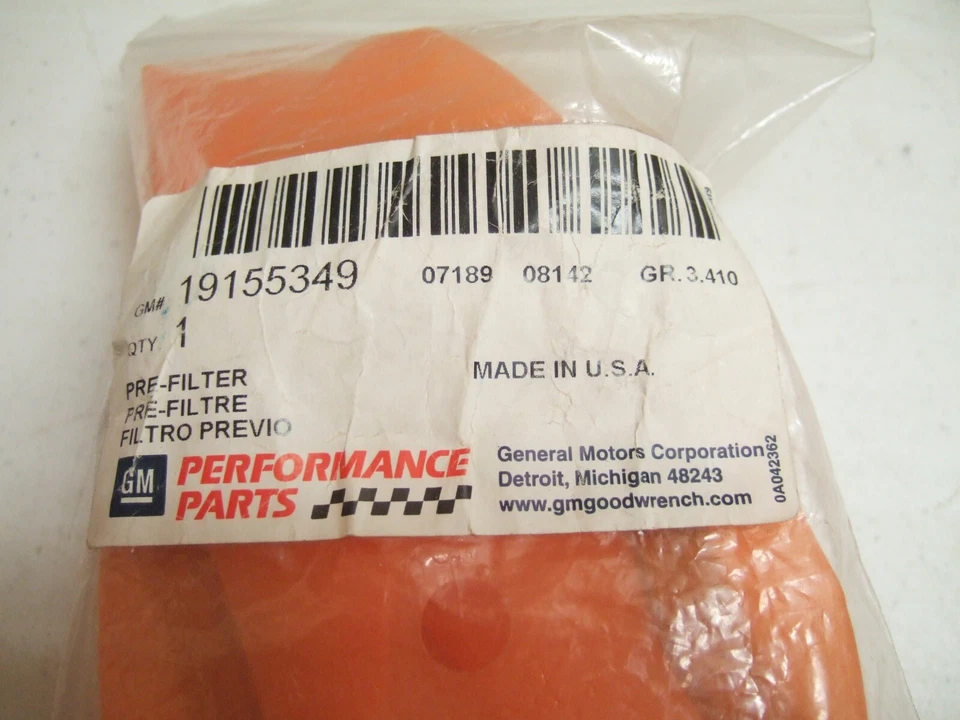 GM# 19155349 07189 08142 GR. 3.410
QTY. 1
PRE-FILTER
MADE IN U.S.A.
PRÉ-FILTRE
FILTRO PREVIO
GM PERFORMANCE
PARTS
General Motors Corporation
Detroit, Michigan 48243
www.gmgoodwrench.com
0A042362